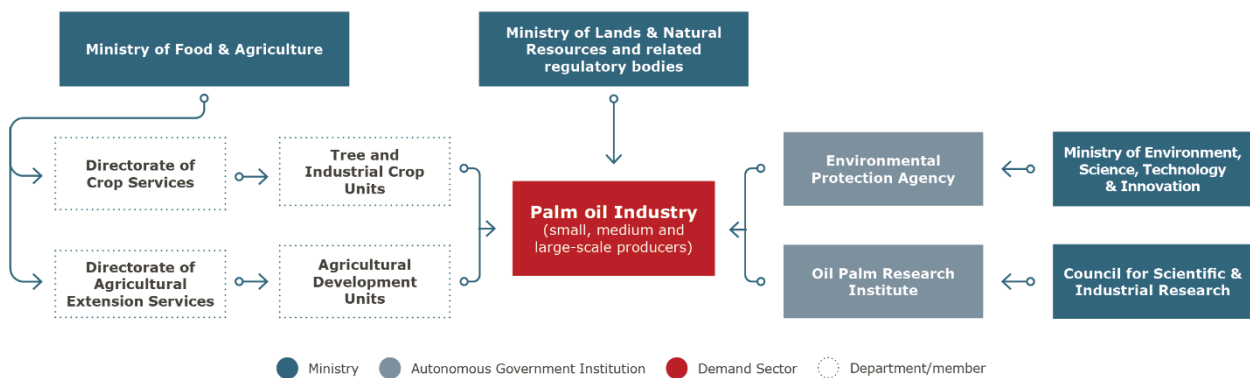 Ministry of Food & Agriculture
Ministry of Lands & Natural
Resources and related
regulatory bodies
Directorate of
Crop Services
Tree and
Industrial Crop
Units
Environmental
Protection Agency
Ministry of Environment,
Science, Technology
& Innovation
Palm oil Industry
(small, medium and
large-scale producers)
Directorate of
Agricultural
Extension Services
Agricultural
Development
Units
Oil Palm Research
Institute
Council for Scientific &
Industrial Research
Ministry
Autonomous Government Institution
Demand Sector
Department/member